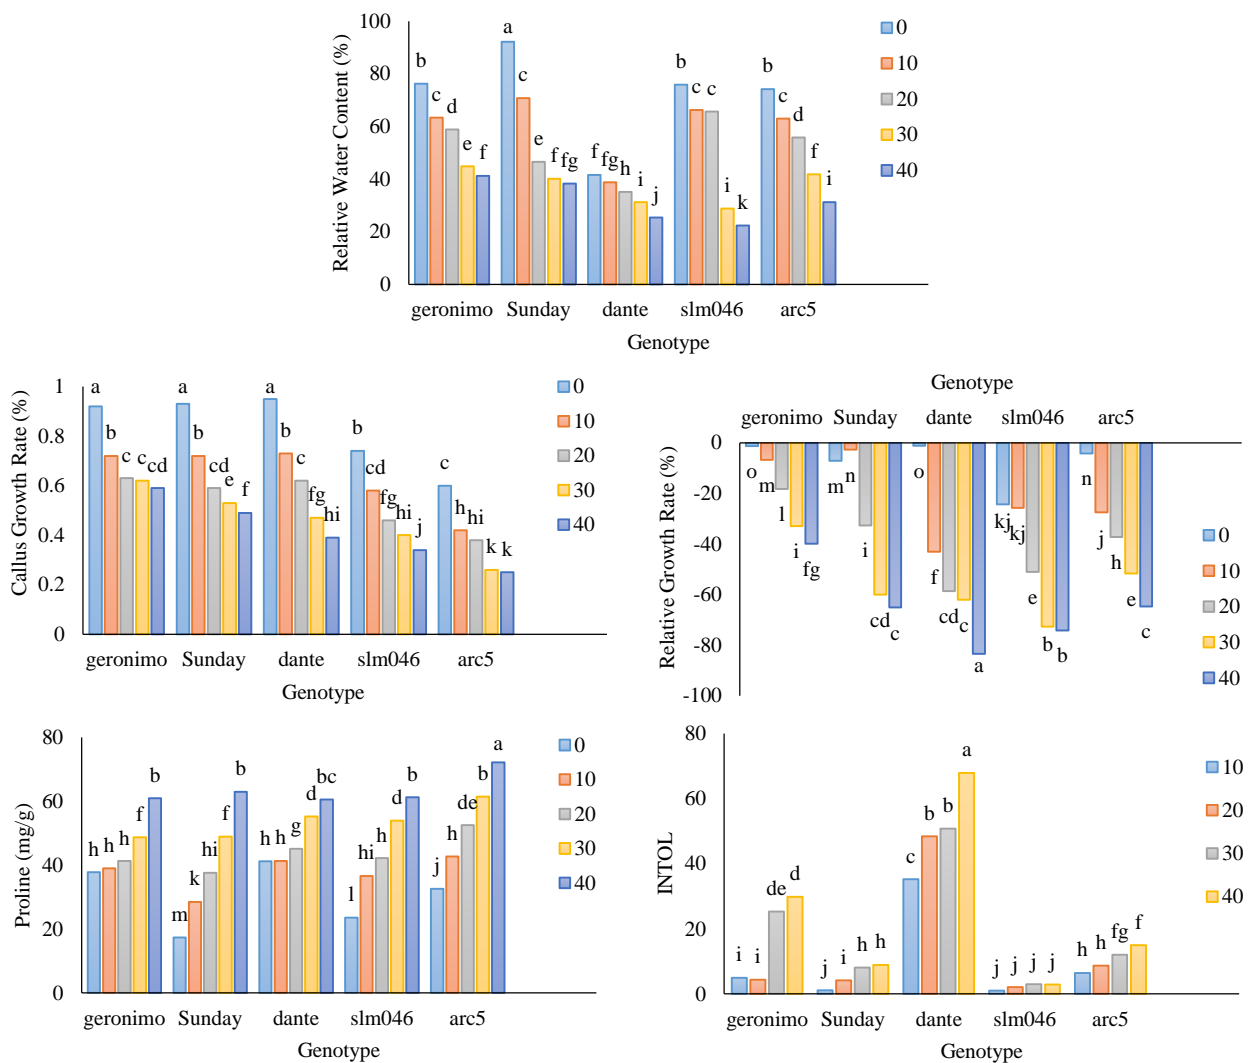 Relative Water Content (%)
100
80
60
40
20
0
b c d e f
a c e f fg
f fg h i j
b c c i k
b c d f i
geronimo Sunday dante slm046 arc5
Genotype
0
10
20
30
40
Callus Growth Rate (%)
1
0.8
0.6
0.4
0.2
0
a b c c cd
a b cd e f
a b c fg hi
b cd fg f j
c h hi k k
geronimo Sunday dante slm046 arc5
Genotype
0
10
20
30
40
Genotype
geronimo Sunday dante slm046 arc5
Relative Growth Rate (%)
0
-20
-40
-60
-80
-100
o m l i fg
m n i cd c
o f cd c a
kj kj e b b
n j h e c
0
10
20
30
40
Proline (mg/g)
80
60
40
20
0
h h h f b
m k hi f b
h h g d bc
l hi h d b
j h de b a
geronimo Sunday dante slm046 arc5
Genotype
0
10
20
30
40
INTOL
80
60
40
20
0
i i de d
j i h h
c b b a
j j j j
h h fg f
geronimo Sunday dante slm046 arc5
Genotype
10
20
30
40